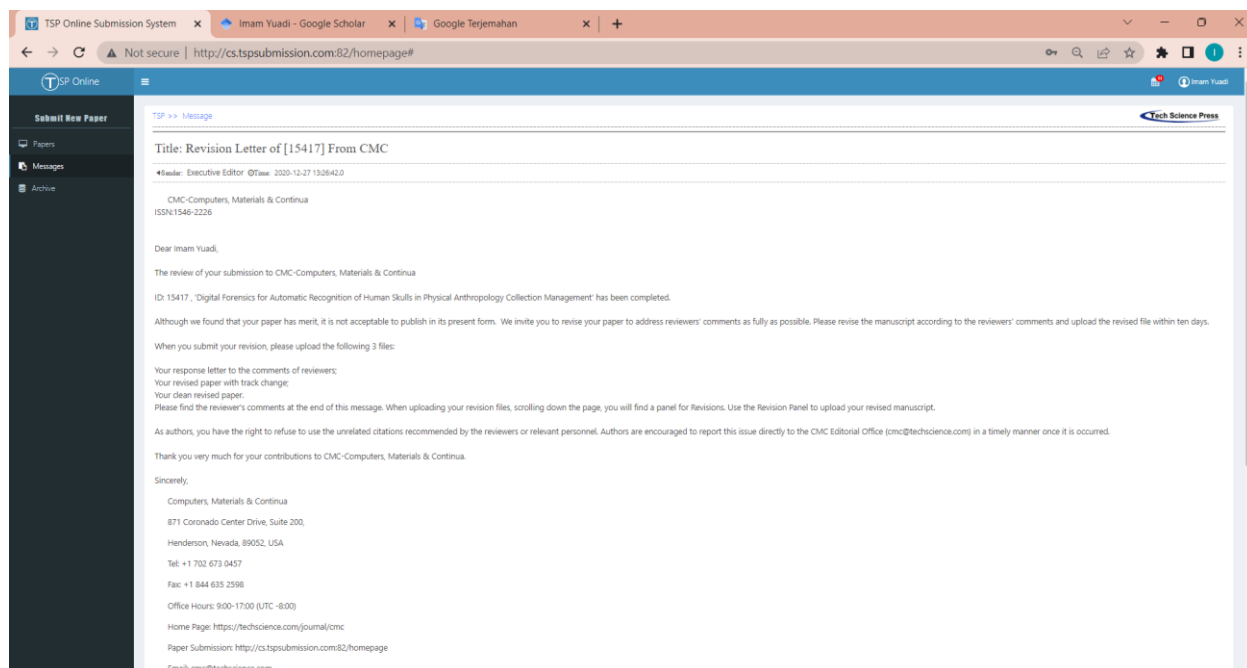 TSP Online Submission System
Imam Yuadi - Google Scholar
Google Terjemahan
Not secure | http://cs.tspsubmission.com:82/homepage#
TSP Online
Imam Yuadi
Submit New Paper
Papers
Messages
Archive
TSP >> Message
Tech Science Press
Title: Revision Letter of [15417] From CMC
Sender: Executive Editor Time: 2020-12-27 13:26:42.0
CMC-Computers, Materials & Continua
ISSN:1546-2226
Dear Imam Yuadi,
The review of your submission to CMC-Computers, Materials & Continua
ID: 15417 , 'Digital Forensics for Automatic Recognition of Human Skulls in Physical Anthropology Collection Management' has been completed.
Although we found that your paper has merit, it is not acceptable to publish in its present form. We invite you to revise your paper to address reviewers' comments as fully as possible. Please revise the manuscript according to the reviewers' comments and upload the revised file within ten days.
When you submit your revision, please upload the following 3 files:
Your response letter to the comments of reviewers;
Your revised paper with track change;
Your clean revised paper.
Please find the reviewer's comments at the end of this message. When uploading your revision files, scrolling down the page, you will find a panel for Revisions. Use the Revision Panel to upload your revised manuscript.
As authors, you have the right to refuse to use the unrelated citations recommended by the reviewers or relevant personnel. Authors are encouraged to report this issue directly to the CMC Editorial Office (cmc@techscience.com) in a timely manner once it is occurred.
Thank you very much for your contributions to CMC-Computers, Materials & Continua.
Sincerely,
Computers, Materials & Continua
871 Coronado Center Drive, Suite 200,
Henderson, Nevada, 89052, USA
Tel: +1 702 673 0457
Fax: +1 844 635 2598
Office Hours: 9:00-17:00 (UTC -8:00)
Home Page: https://techscience.com/journal/cmc
Paper Submission: http://cs.tspsubmission.com:82/homepage
Email: cmc@techscience.com